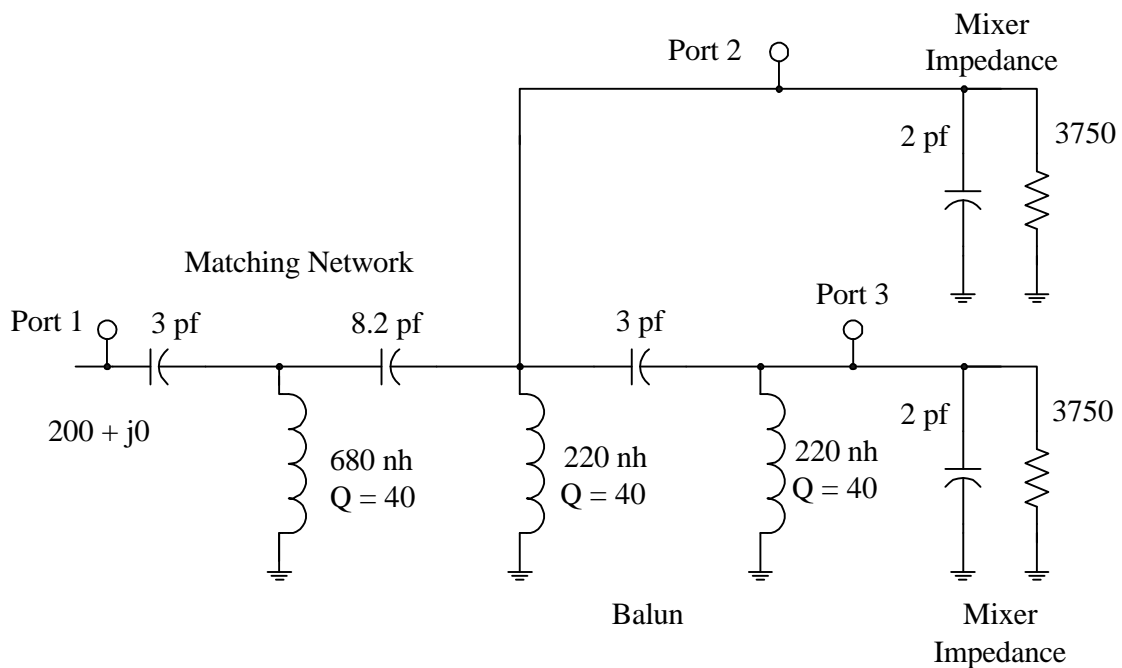 Mixer
Impedance
Port 2
3750
2 pf
Matching Network
Port 1
3 pf
8.2 pf
3 pf
Port 3
200 + j0
680 nh
Q = 40
220 nh
Q = 40
220 nh
Q = 40
2 pf
3750
Balun
Mixer
Impedance